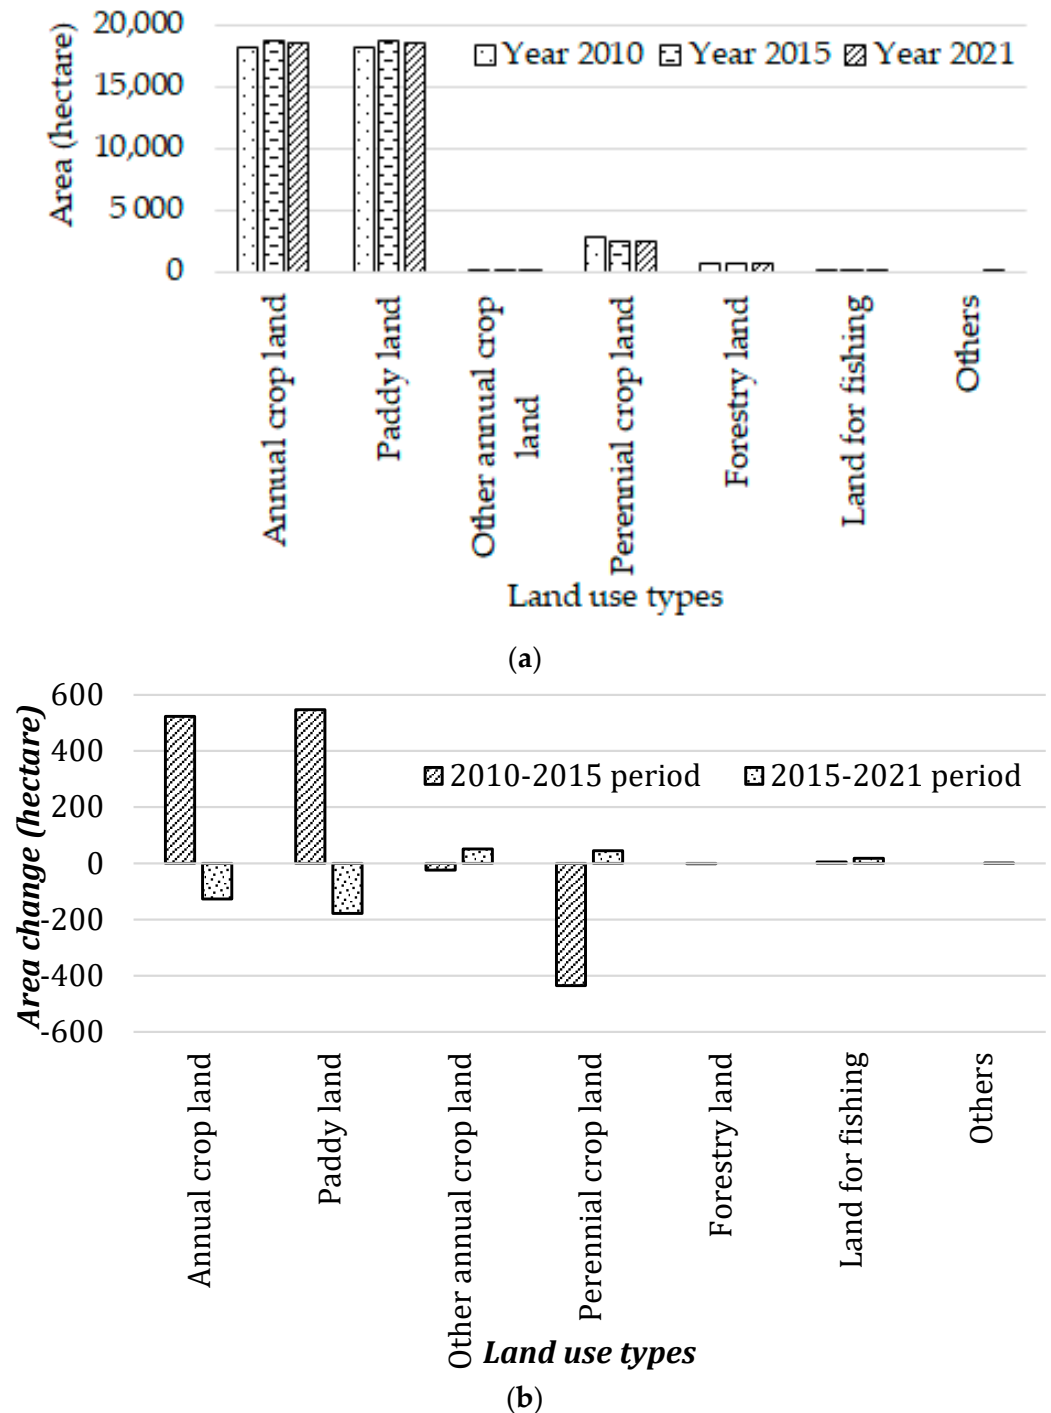 20,000
15,000
10,000
5 000
0
Area (hectare)
Year 2010 Year 2015 Year 2021
Annual crop land
Paddy land
Other annual crop
land
Perennial crop land
Forestry land
Land for fishing
Others
Land use types
(a)
600
400
200
0
-200
-400
-600
Area change (hectare)
2010-2015 period 2015-2021 period
Annual crop land
Paddy land
Other annual crop land
Perennial crop land
Forestry land
Land for fishing
Others
Land use types
(b)